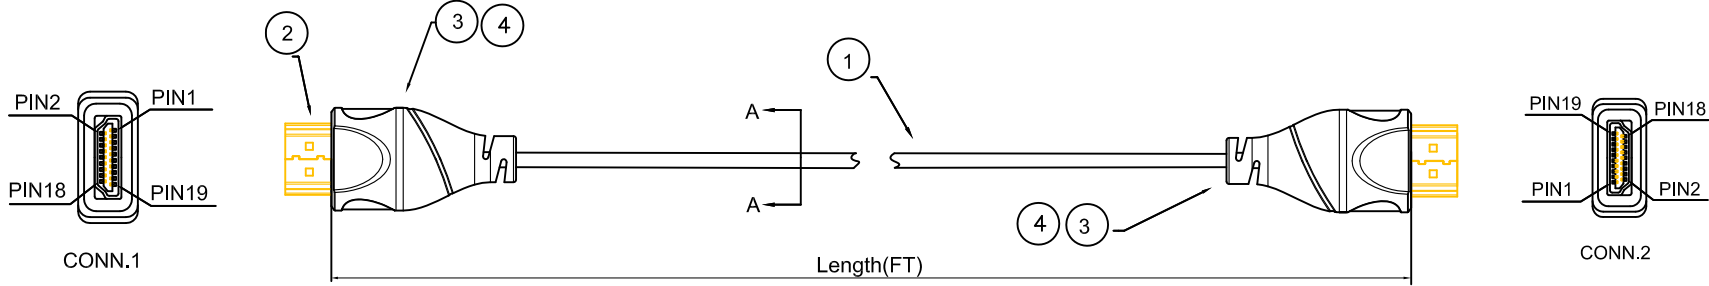 2
3
4
1
PIN2
PIN1
PIN18
PIN19
CONN.1
A
A
4
3
Length(FT)
PIN19
PIN18
PIN1
PIN2
CONN.2